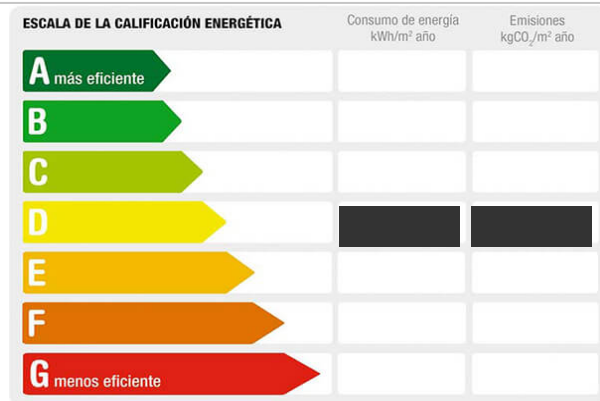 ESCALA DE LA CALIFICACIÓN ENERGÉTICA
Consumo de energía
kWh/m² año
Emisiones
kgCO₂/m² año
A más eficiente
B
C
D
E
F
G menos eficiente